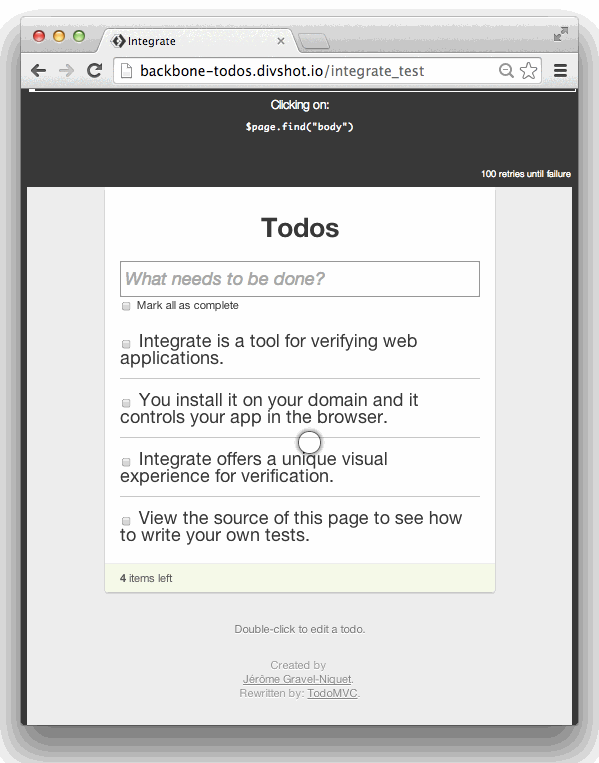 Integrate
backbone-todos.divshot.io/integrate_test
Clicking on:
$page.find("body")
100 retries until failure
Todos
What needs to be done?
Mark all as complete
Integrate is a tool for verifying web
applications.
You install it on your domain and it
controls your app in the browser.
Integrate offers a unique visual
experience for verification.
View the source of this page to see how
to write your own tests.
4 items left
Double-click to edit a todo.
Created by
Jérôme Gravel-Niquet.
Rewritten by: TodoMVC.